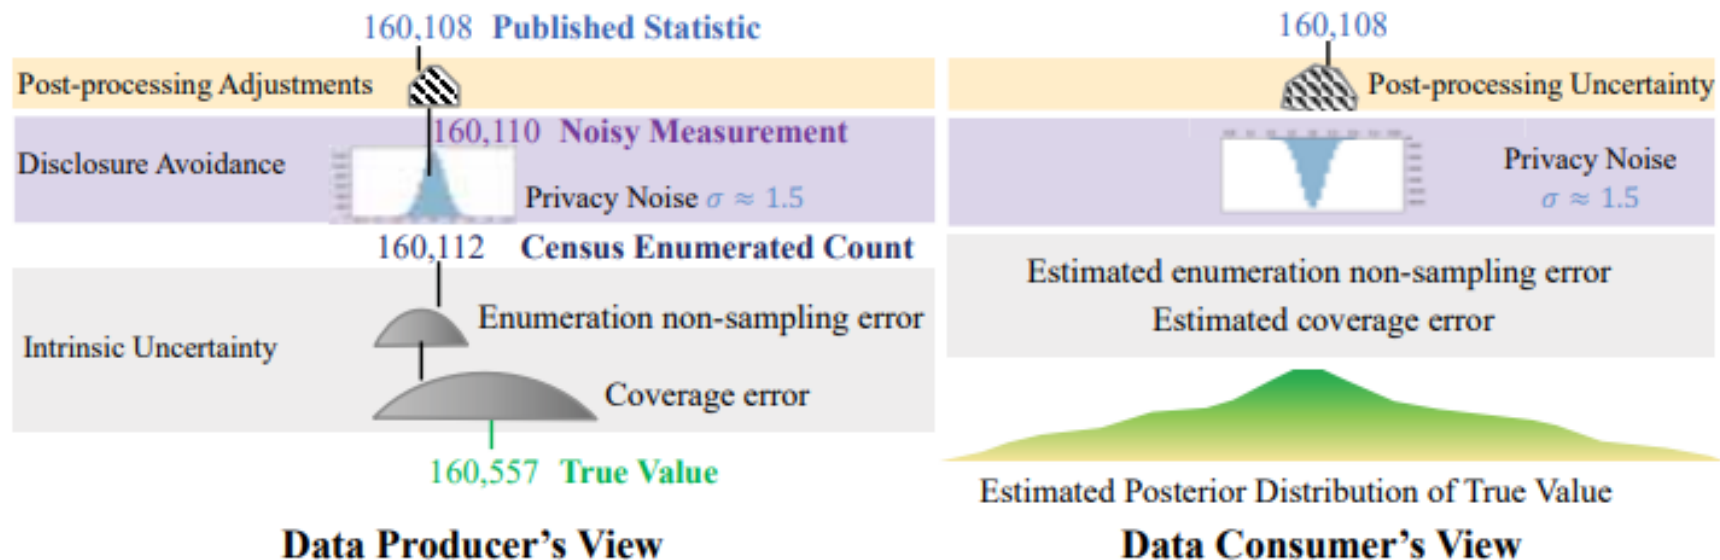 160,108 Published Statistic
Post-processing Adjustments
160,110 Noisy Measurement
Disclosure Avoidance
Privacy Noise σ ≈ 1.5
160,112 Census Enumerated Count
Enumeration non-sampling error
Intrinsic Uncertainty
Coverage error
160,557 True Value
Data Producer's View
160,108
Post-processing Uncertainty
Privacy Noise
σ ≈ 1.5
Estimated enumeration non-sampling error
Estimated coverage error
Estimated Posterior Distribution of True Value
Data Consumer's View